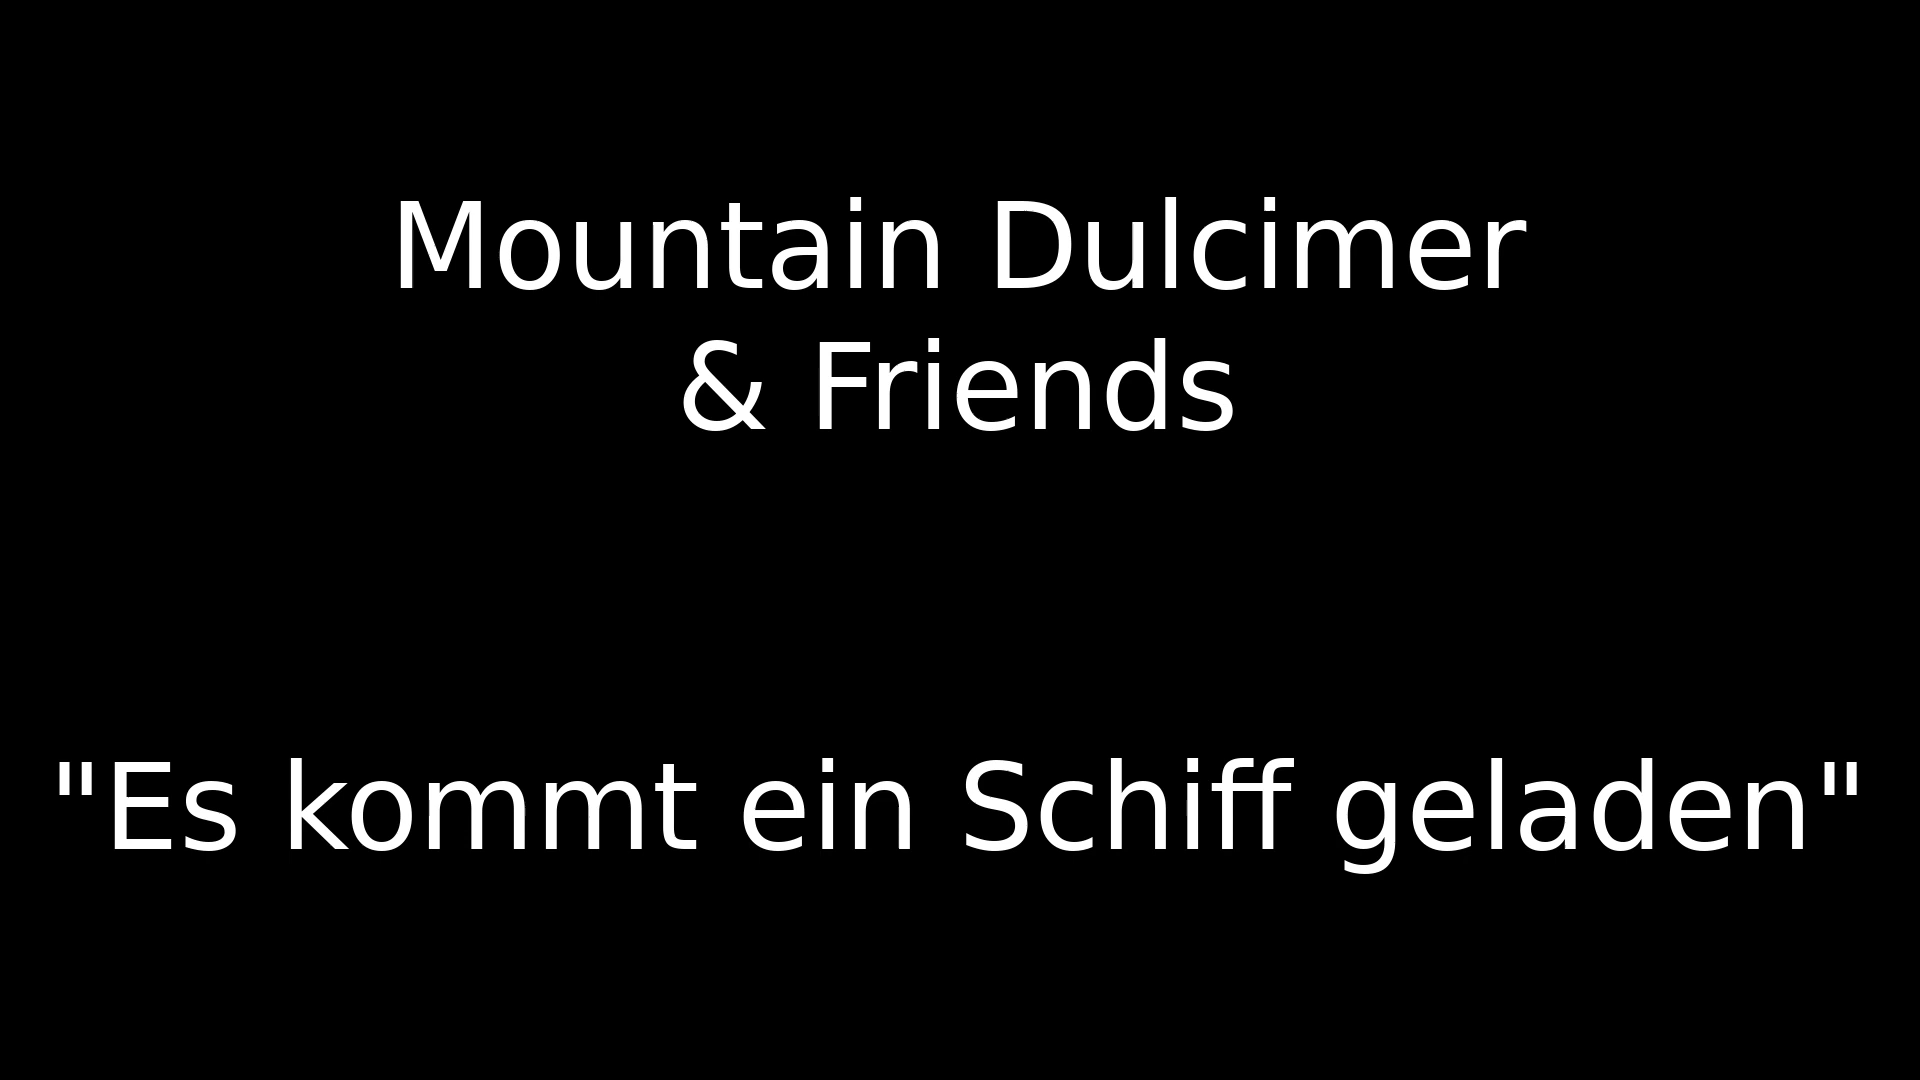 Mountain Dulcimer
& Friends
"Es kommt ein Schiff geladen"